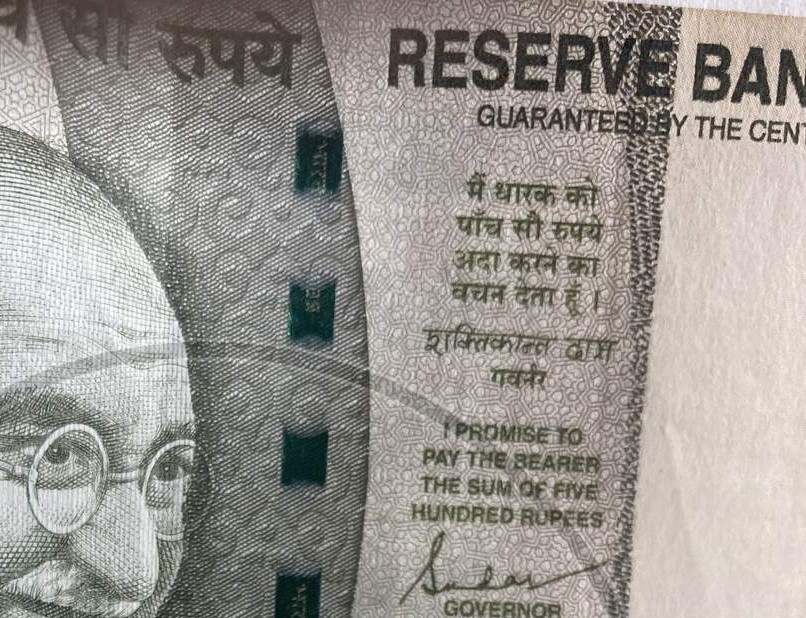 सौ रुपये
RESERVE BAN
GUARANTEED BY THE CENT
मैं धारक को
पाँच सौ रुपये
अदा करने का
वचन देता हूँ ।
शक्तिकान्त दास
गवर्नर
I PROMISE TO
PAY THE BEARER
THE SUM OF FIVE
HUNDRED RUPEES
GOVERNOR